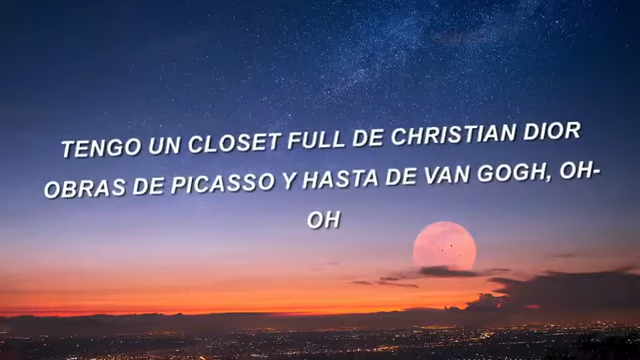 TENGO UN CLOSET FULL DE CHRISTIAN DIOR
OBRAS DE PICASSO Y HASTA DE VAN GOGH, OH-
OH